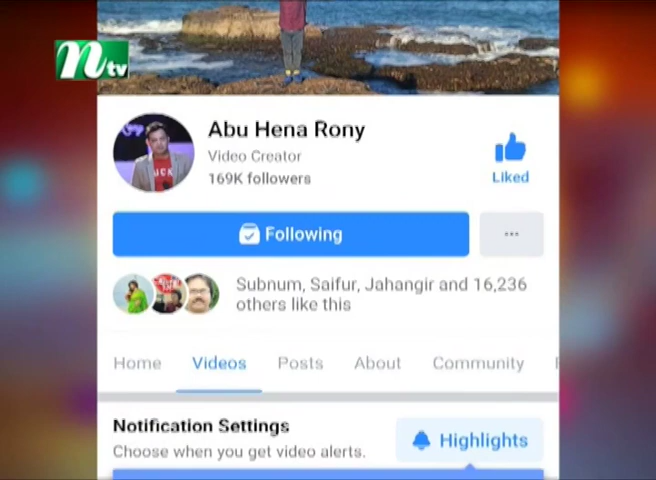 ntv
Abu Hena Rony
Video Creator
169K followers
Liked
Following
...
Subnum, Saifur, Jahangir and 16,236
others like this
Home Videos Posts About Community
Notification Settings
Choose when you get video alerts.
Highlights